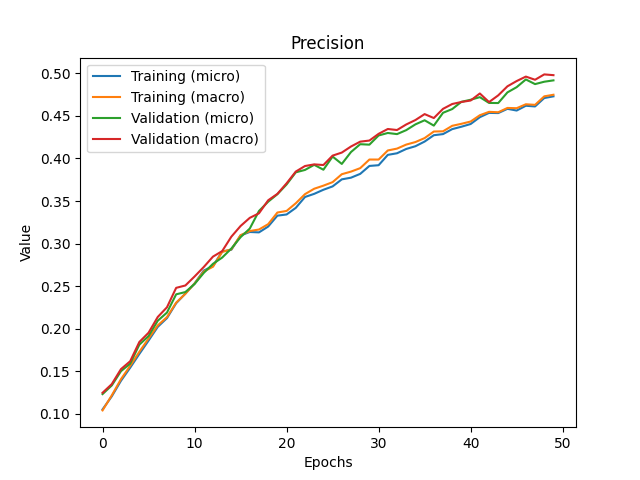 Precision
Training (micro)
Training (macro)
Validation (micro)
Validation (macro)
0.50
0.45
0.40
0.35
0.30
0.25
0.20
0.15
0.10
Value
0 10 20 30 40 50
Epochs